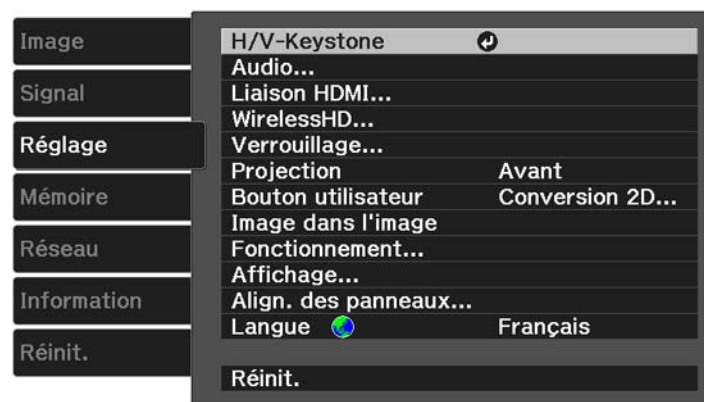 Image
Signal
Réglage
Mémoire
Réseau
Information
Réinit.
H/V-Keystone
Audio...
Liaison HDMI...
WirelessHD...
Verrouillage...
Projection Avant
Bouton utilisateur Conversion 2D...
Image dans l'image
Fonctionnement...
Affichage...
Align. des panneaux...
Langue Français
Réinit.